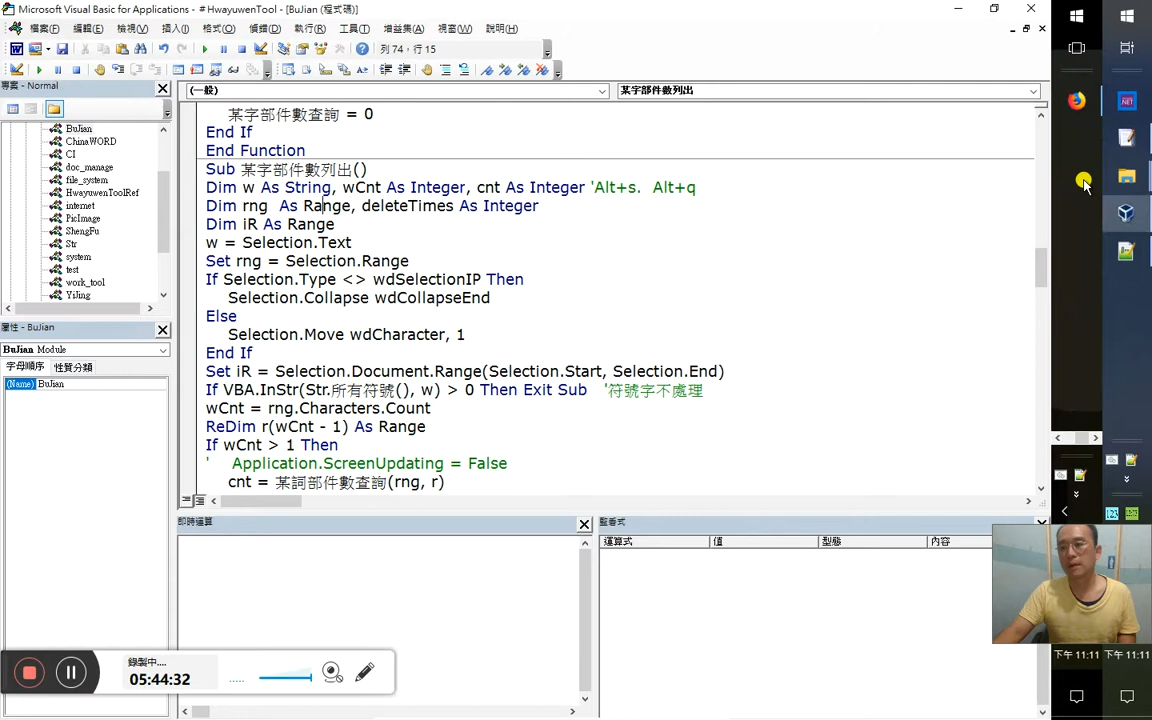 Microsoft Visual Basic for Applications - # HwayuwenTool - [BuJian (程式碼)]
檔案(F) 編輯(E) 檢視(V) 插入(I) 格式(O) 偵錯(D) 執行(R) 工具(T) 增益集(A) 視窗(W) 說明(H)
列 74，行 15
專案 - Normal
BuJian
ChinaWORD
CI
doc_manage
file_system
HwayuwenToolRef
internet
PicImage
ShengFu
Str
system
test
work_tool
YiJing
屬性 - BuJian
BuJian Module
字母順序 性質分類
(Name) BuJian
(一般) 某字部件數列出
某字部件數查詢 = 0
End If
End Function
Sub 某字部件數列出()
Dim w As String, wCnt As Integer, cnt As Integer 'Alt+s.  Alt+q
Dim rng  As Range, deleteTimes As Integer
Dim iR As Range
w = Selection.Text
Set rng = Selection.Range
If Selection.Type <> wdSelectionIP Then
Selection.Collapse wdCollapseEnd
Else
Selection.Move wdCharacter, 1
End If
Set iR = Selection.Document.Range(Selection.Start, Selection.End)
If VBA.InStr(Str.所有符號(), w) > 0 Then Exit Sub   '符號字不處理
wCnt = rng.Characters.Count
ReDim r(wCnt - 1) As Range
If wCnt > 1 Then
'   Application.ScreenUpdating = False
cnt = 某詞部件數查詢(rng, r)
即時運算
監看式
運算式 值 型態 內容
錄製中....
05:44:32
.NET
123 123
下午 11:11 下午 11:11